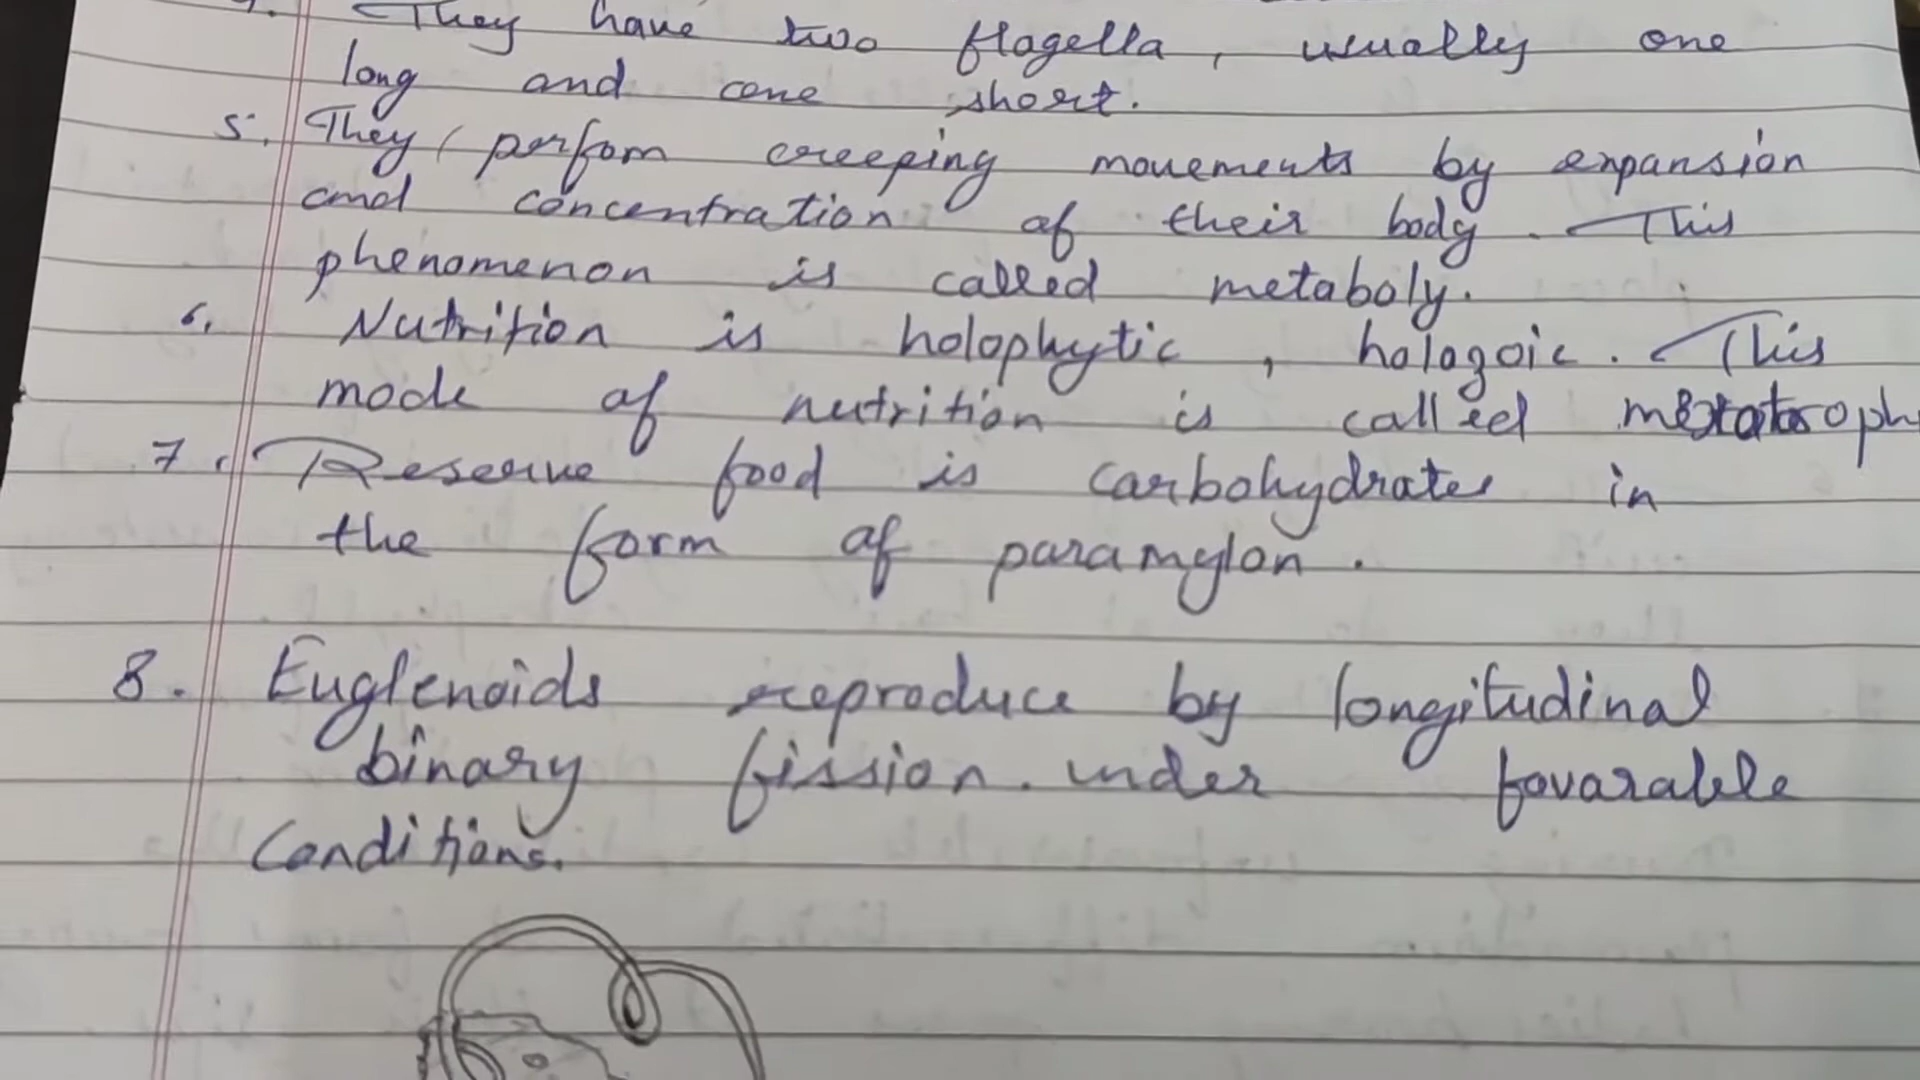 They have two flagella, usually one
long and one short.
5. They perfom creeping movements by expansion
and concentration of their body. This
phenomenon is called metaboly.
6. Nutrition is holophytic, holozoic. This
mode of nutrition is called
7. Reserve food is carbohydrates in
the form of paramylon.
8. Euglenoids reproduce by longitudinal
binary fission. under favarable
Conditions.